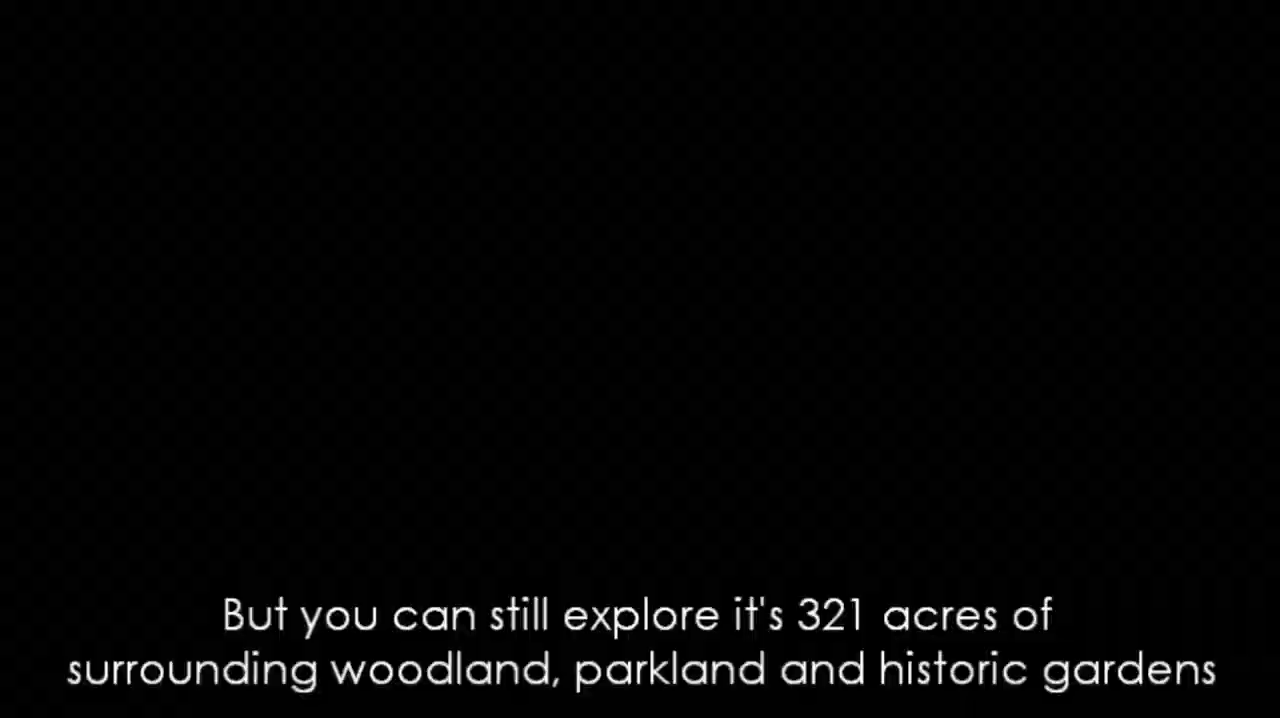 But you can still explore it's 321 acres of
surrounding woodland, parkland and historic gardens